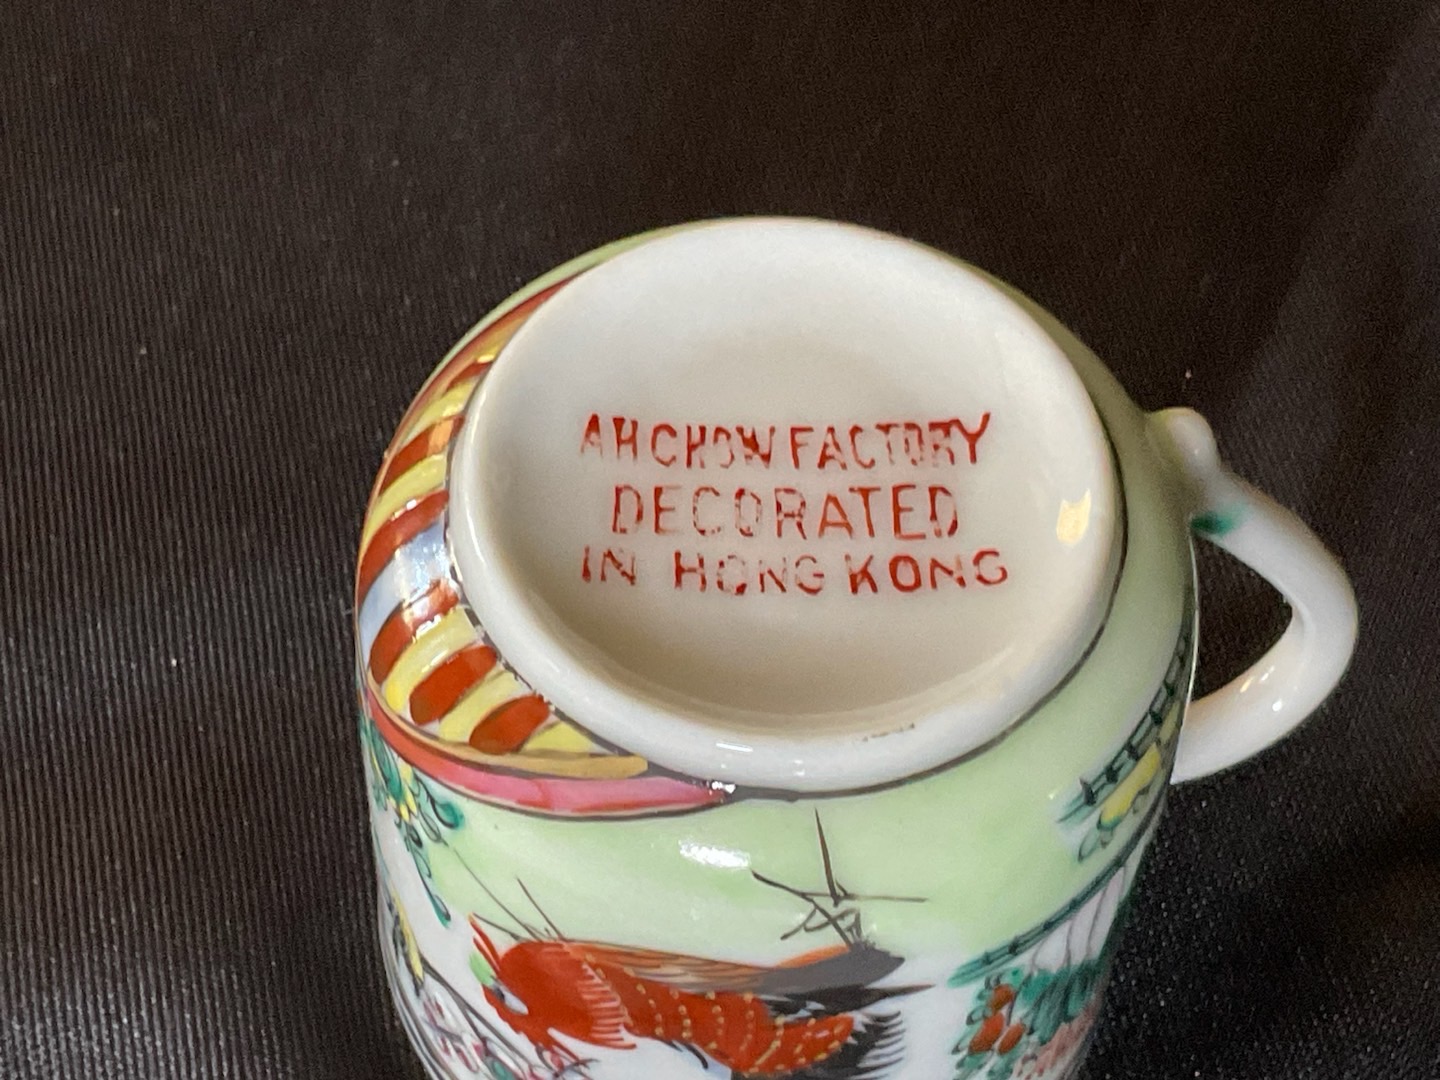 AH CHOW FACTORY
DECORATED
IN HONG KONG